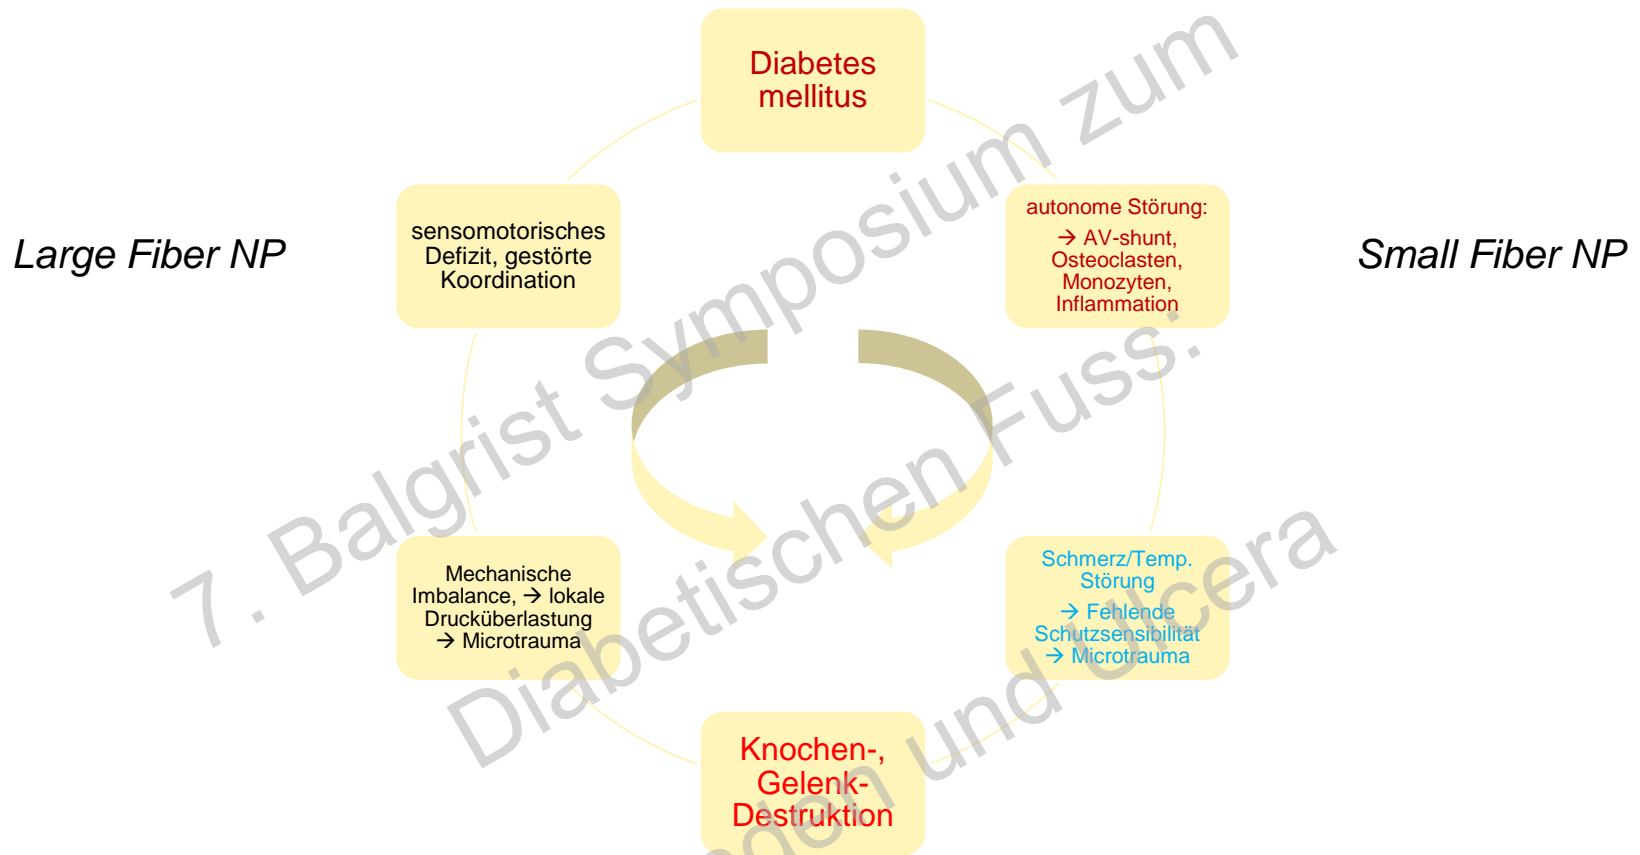 Diabetes
mellitus
Large Fiber NP
sensomotorisches
Defizit, gestörte
Koordination
autonome Störung:
→ AV-shunt,
Osteoclasten,
Monozyten,
Inflammation
Small Fiber NP
Mechanische
Imbalance, → lokale
Drucküberlastung
→ Microtrauma
Schmerz/Temp.
Störung
→ Fehlende
Schutzsensibilität
→ Microtrauma
Knochen-,
Gelenk-
Destruktion
7. Balgrist Symposium zum
Diabetischen Fuss:
und Ulcera